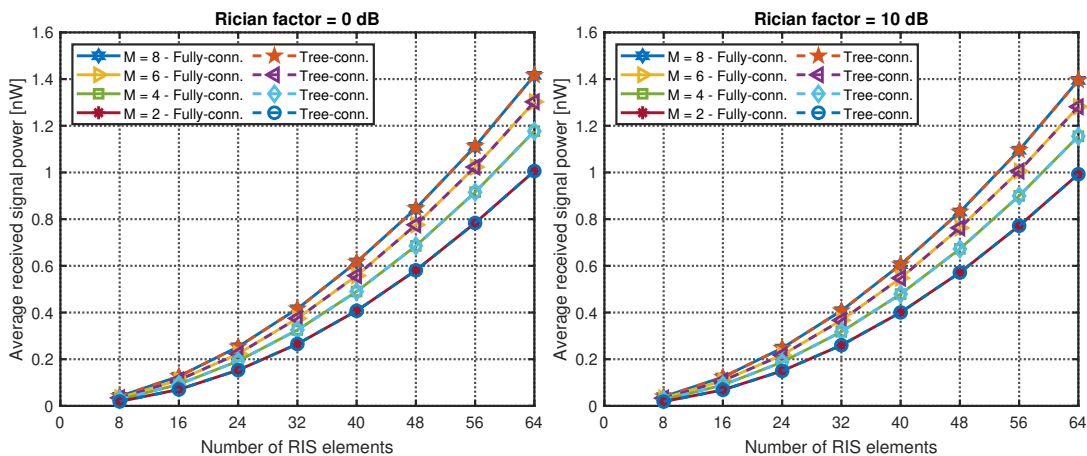 Rician factor = 0 dB
Average received signal power [nW]
1.6
1.4
1.2
1
0.8
0.6
0.4
0.2
0
M = 8 - Fully-conn. Tree-conn.
M = 6 - Fully-conn. Tree-conn.
M = 4 - Fully-conn. Tree-conn.
M = 2 - Fully-conn. Tree-conn.
0 8 16 24 32 40 48 56 64
Number of RIS elements
Rician factor = 10 dB
Average received signal power [nW]
1.6
1.4
1.2
1
0.8
0.6
0.4
0.2
0
M = 8 - Fully-conn. Tree-conn.
M = 6 - Fully-conn. Tree-conn.
M = 4 - Fully-conn. Tree-conn.
M = 2 - Fully-conn. Tree-conn.
0 8 16 24 32 40 48 56 64
Number of RIS elements